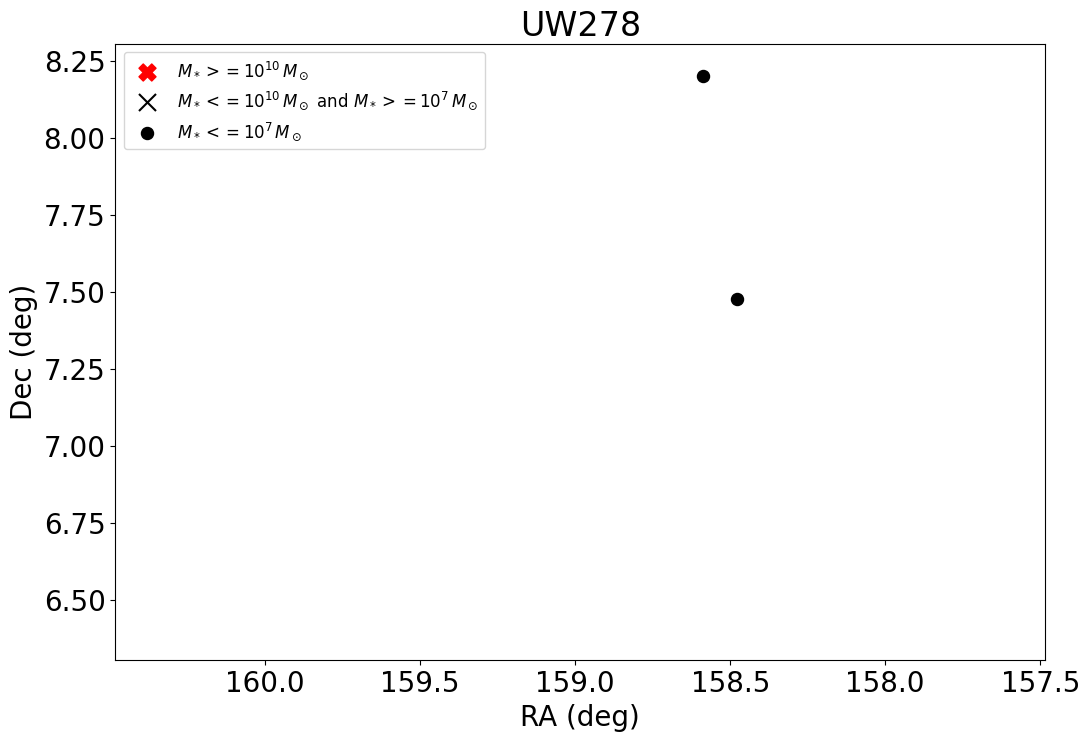 UW278
M* >= 10^10 M⊙
M* <= 10^10 M⊙ and M* >= 10^7 M⊙
M* <= 10^7 M⊙
8.25
8.00
7.75
7.50
7.25
7.00
6.75
6.50
Dec (deg)
160.0 159.5 159.0 158.5 158.0 157.5
RA (deg)